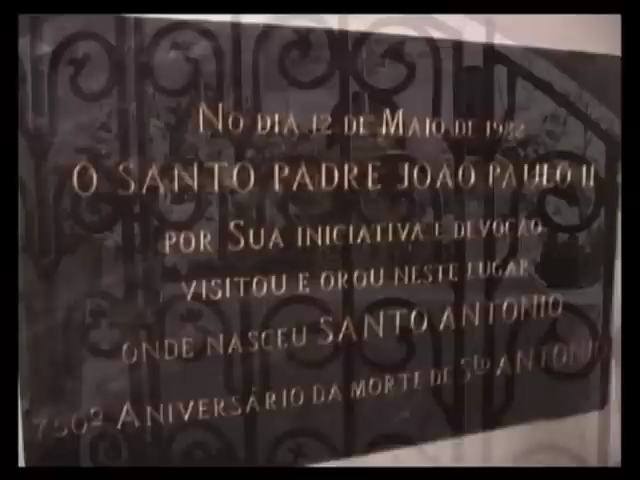 No dia 12 de Maio de 1982
O SANTO PADRE JOÃO PAULO II
POR SUA INICIATIVA E DEVOÇÃO
VISITOU E OROU NESTE LUGAR
ONDE NASCEU SANTO ANTONIO
750º ANIVERSÁRIO DA MORTE DE Sto ANTONIO